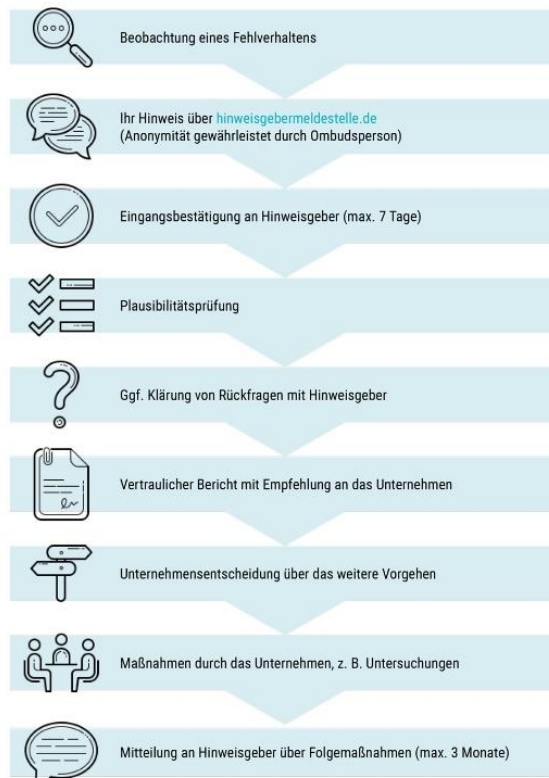 Beobachtung eines Fehlverhaltens
Ihr Hinweis über hinweisgebermeldestelle.de
(Anonymität gewährleistet durch Ombudsperson)
Eingangsbestätigung an Hinweisgeber (max. 7 Tage)
Plausibilitätsprüfung
Ggf. Klärung von Rückfragen mit Hinweisgeber
Vertraulicher Bericht mit Empfehlung an das Unternehmen
Unternehmensentscheidung über das weitere Vorgehen
Maßnahmen durch das Unternehmen, z. B. Untersuchungen
Mitteilung an Hinweisgeber über Folgemaßnahmen (max. 3 Monate)